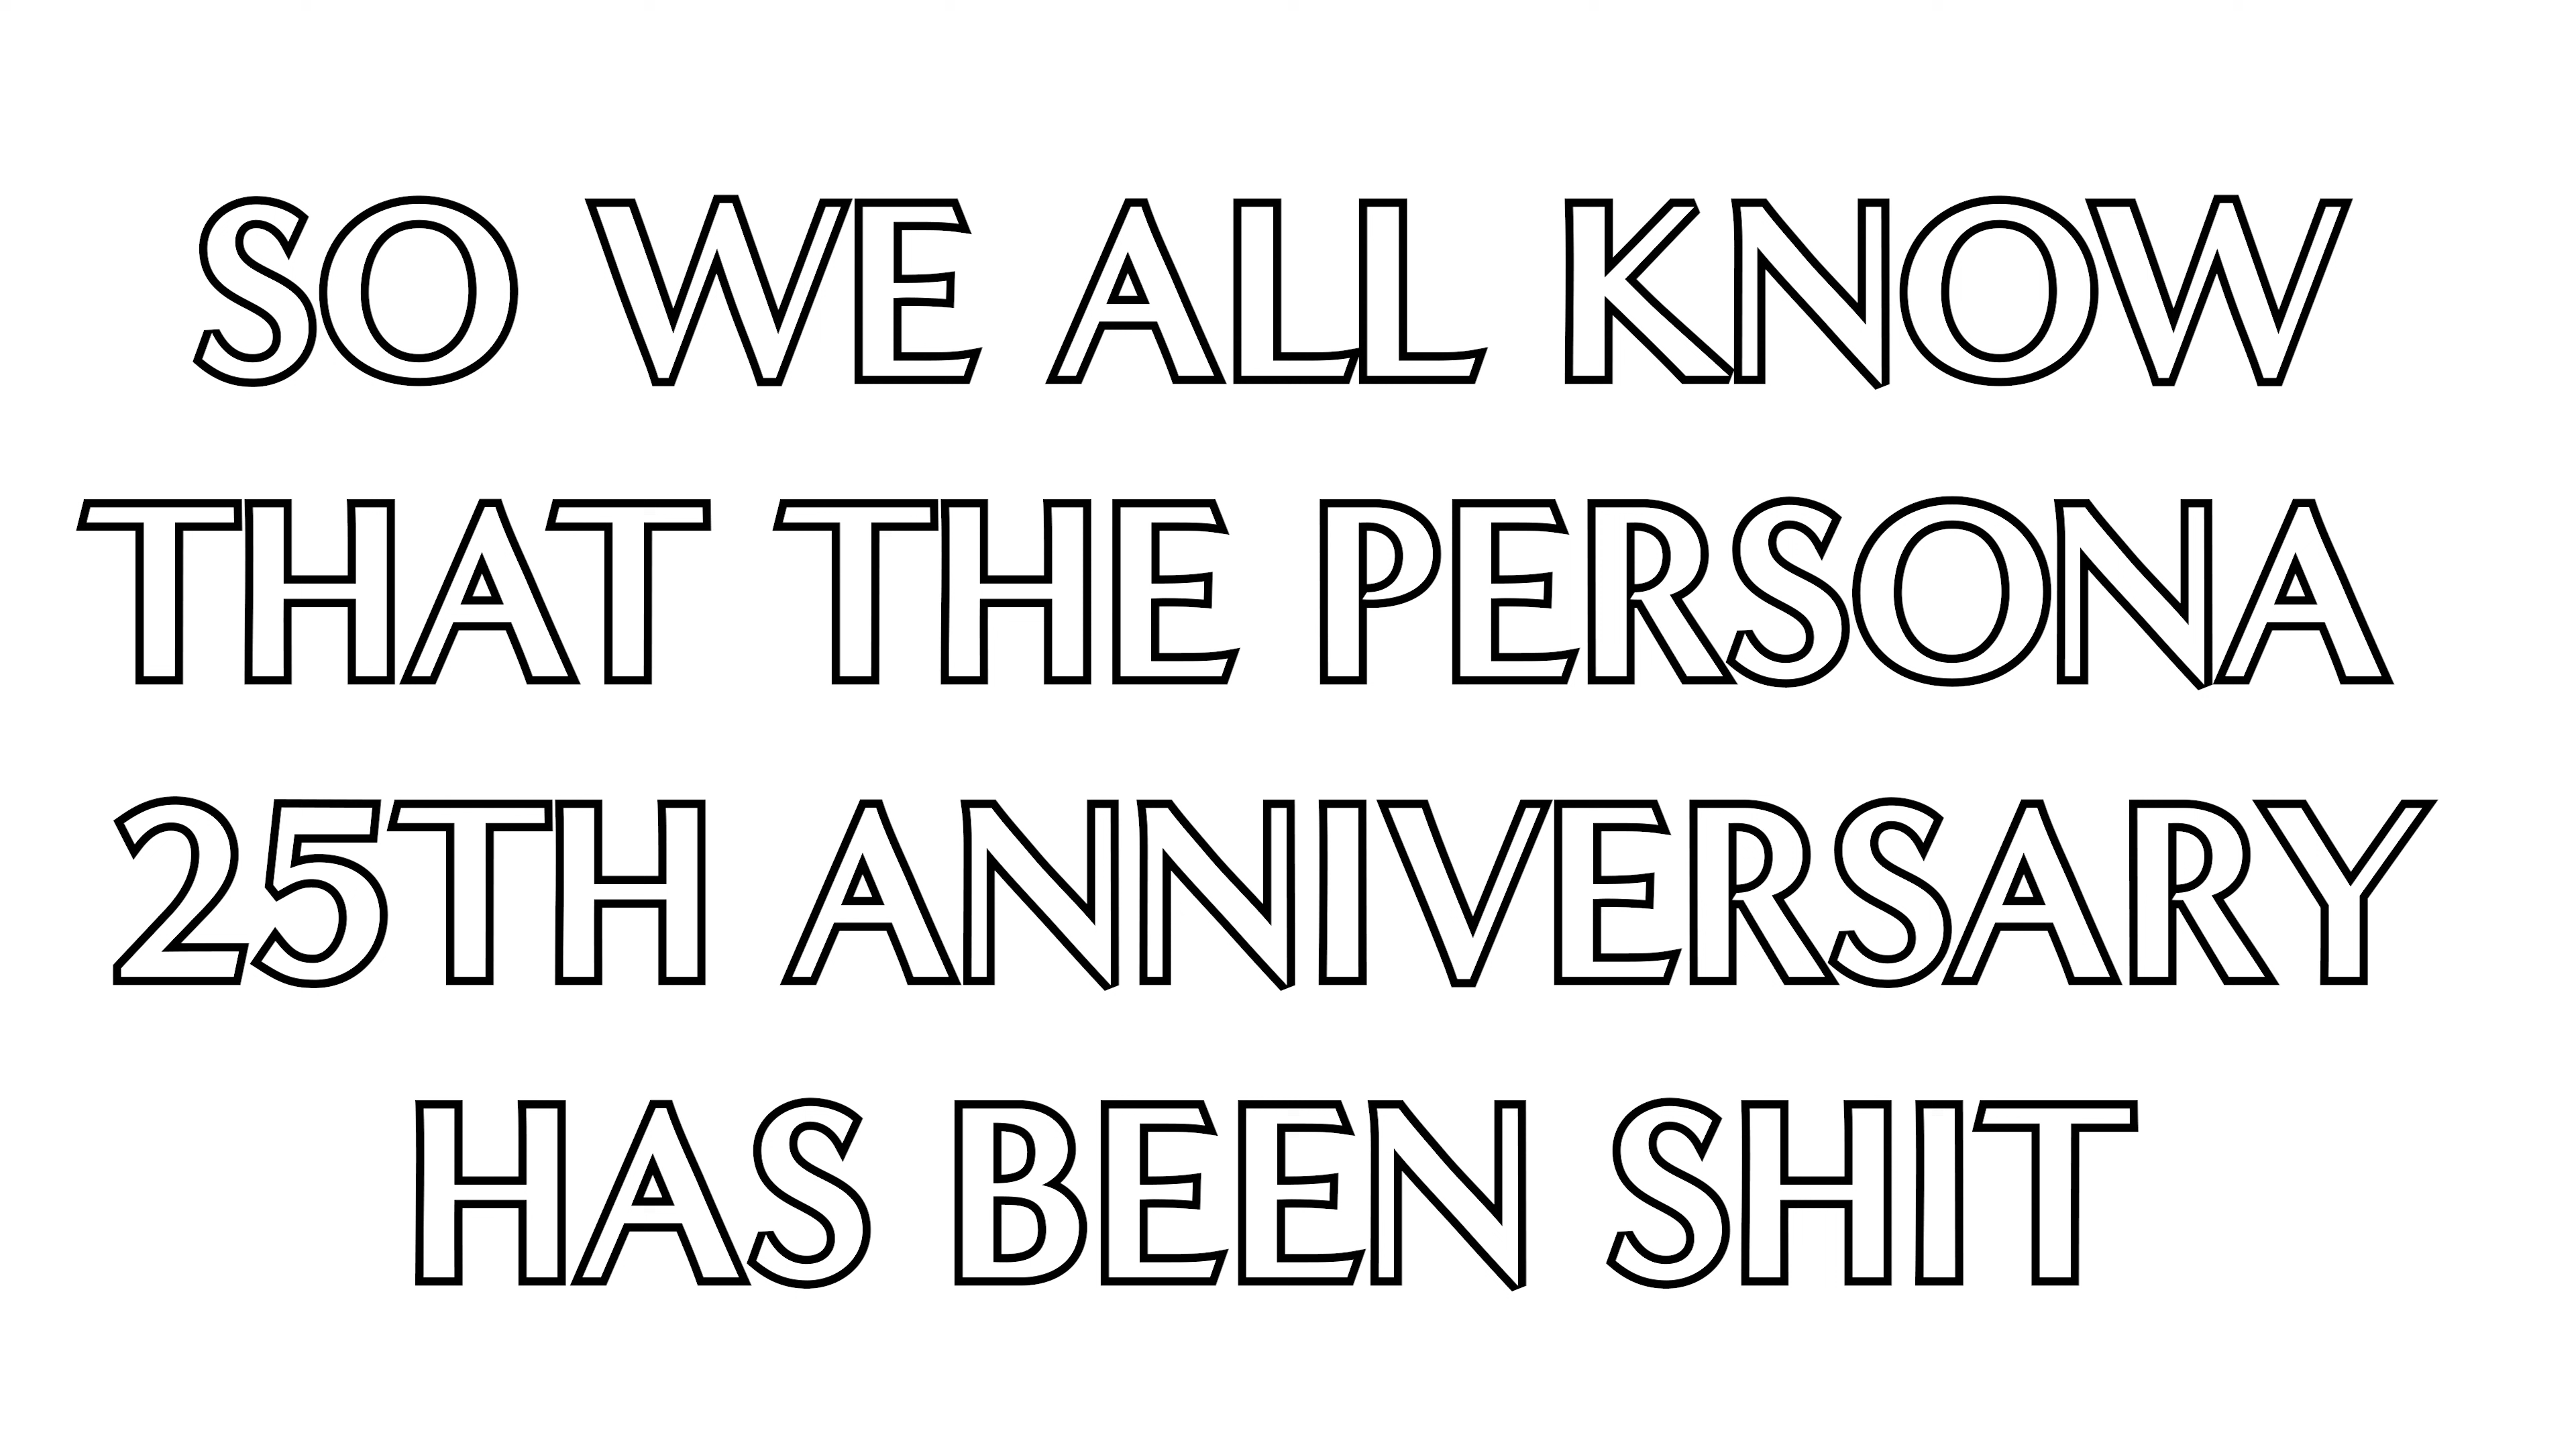 SO WE ALL KNOW
THAT THE PERSONA
25TH ANNIVERSARY
HAS BEEN SHIT